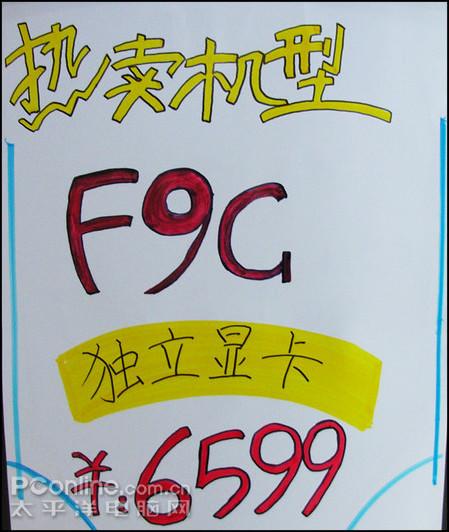 热卖机型
F9G
独立显卡
￥:6599
PConline.com.cn
太平洋电脑网